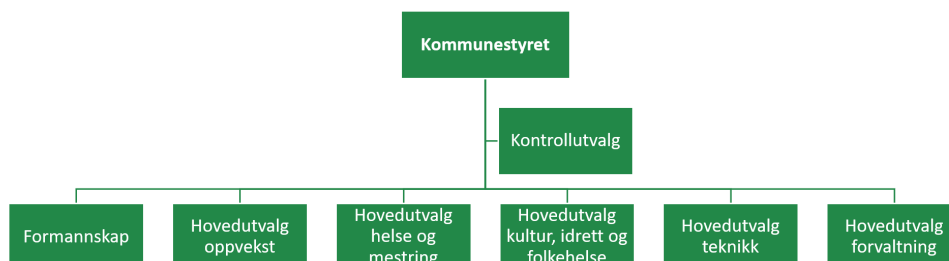 Kommunestyret
Kontrollutvalg
Formannskap
Hovedutvalg
oppvekst
Hovedutvalg
helse og
mestring
Hovedutvalg
kultur, idrett og
folkehelse
Hovedutvalg
teknikk
Hovedutvalg
forvaltning